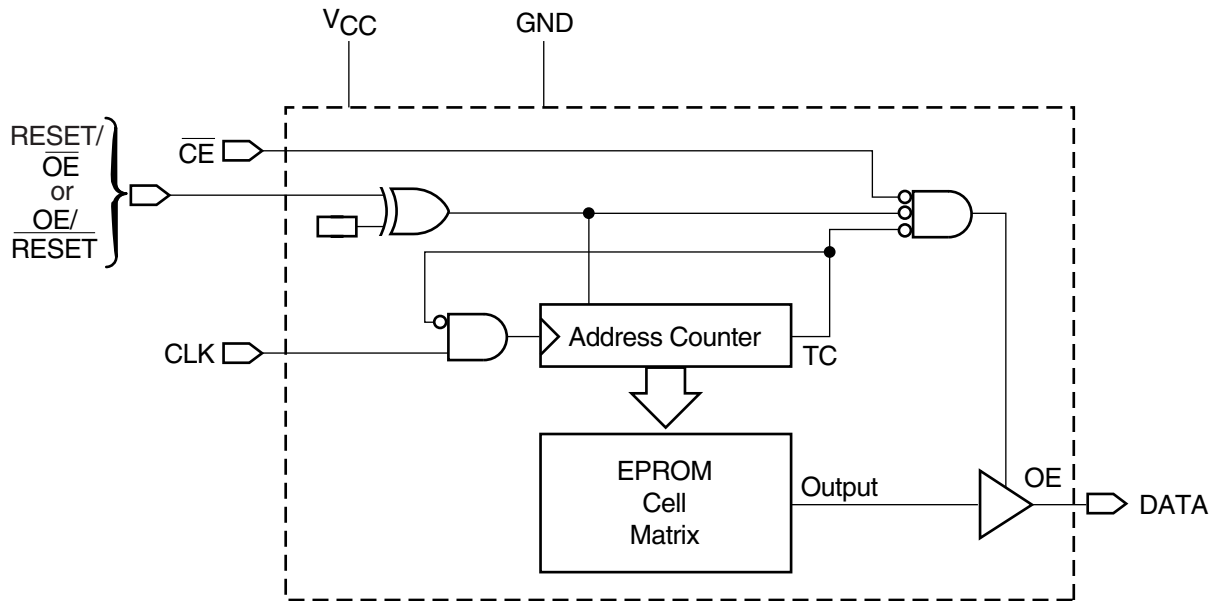 VCC
GND
RESET/
OE
or
OE/
RESET
CE
CLK
Address Counter
TC
EPROM
Cell
Matrix
Output
OE
DATA